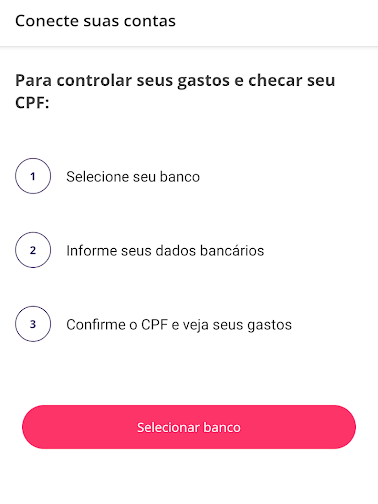 Conecte suas contas
Para controlar seus gastos e checar seu
CPF:
1
Selecione seu banco
2
Informe seus dados bancários
3
Confirme o CPF e veja seus gastos
Selecionar banco